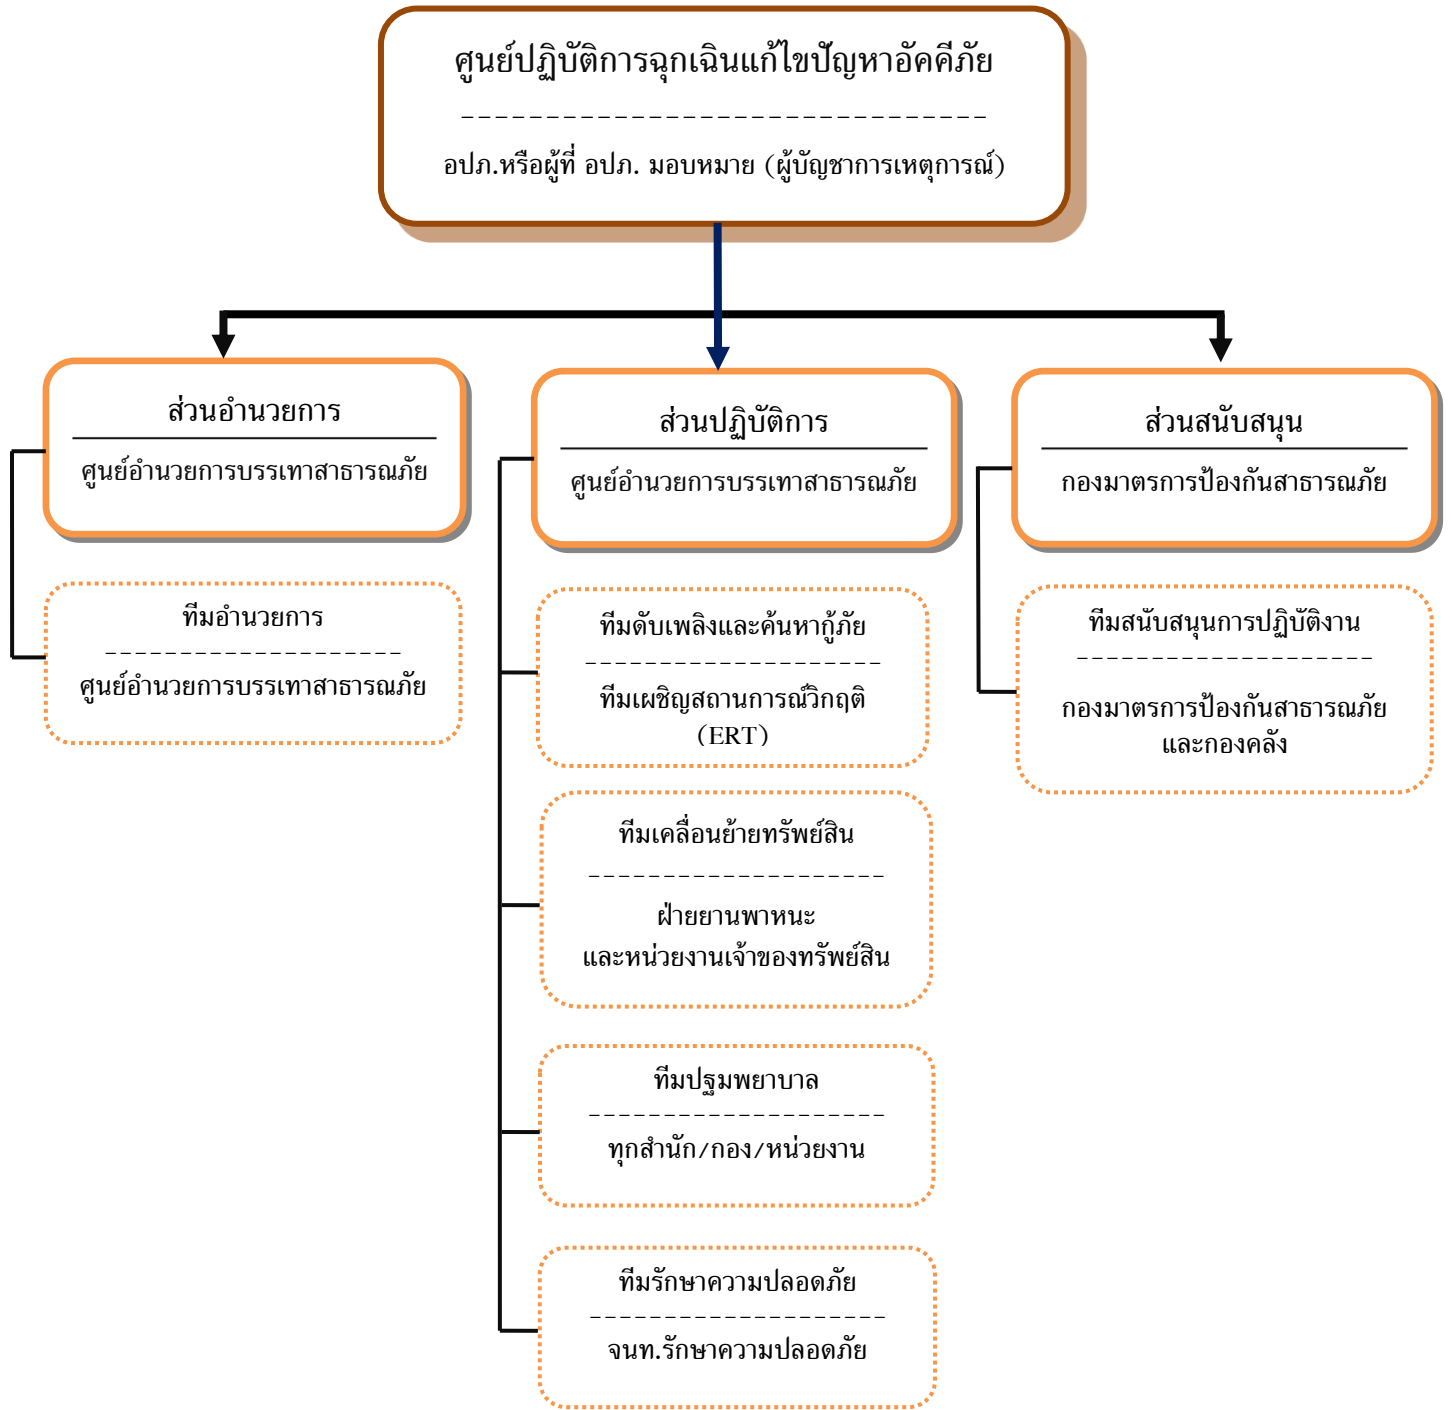 ศูนย์ปฏิบัติการฉุกเฉินแก้ไขปัญหาอัคคีภัย
-------------------------------
อปภ.หรือผู้ที่ อปภ. มอบหมาย (ผู้บัญชาการเหตุการณ์)
ส่วนอำนวยการ
ศูนย์อำนวยการบรรเทาสาธารณภัย
ทีมอำนวยการ
--------------------
ศูนย์อำนวยการบรรเทาสาธารณภัย
ส่วนปฏิบัติการ
ศูนย์อำนวยการบรรเทาสาธารณภัย
ทีมดับเพลิงและค้นหากู้ภัย
--------------------
ทีมเผชิญสถานการณ์วิกฤติ
(ERT)
ทีมเคลื่อนย้ายทรัพย์สิน
--------------------
ฝ่ายยานพาหนะ
และหน่วยงานเจ้าของทรัพย์สิน
ทีมปฐมพยาบาล
--------------------
ทุกสำนัก/กอง/หน่วยงาน
ทีมรักษาความปลอดภัย
--------------------
จนท.รักษาความปลอดภัย
ส่วนสนับสนุน
กองมาตรการป้องกันสาธารณภัย
ทีมสนับสนุนการปฏิบัติงาน
--------------------
กองมาตรการป้องกันสาธารณภัย
และกองคลัง